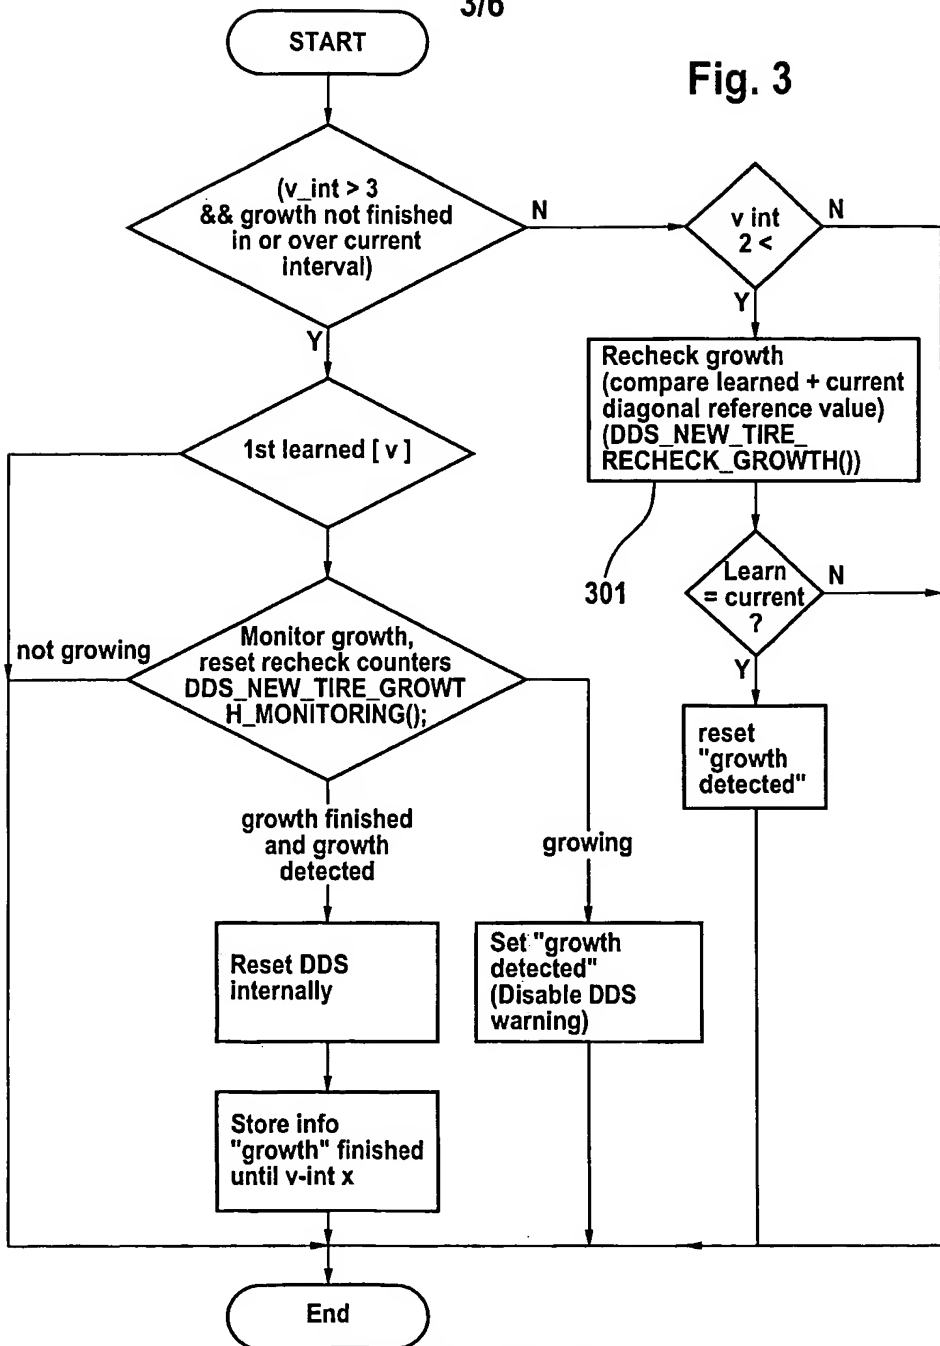 3/6
START
Fig. 3
(v_int > 3
&& growth not finished
in or over current
interval)
N
v int
2 <
N
Y
Y
Recheck growth
(compare learned + current
diagonal reference value)
(DDS_NEW_TIRE_
RECHECK_GROWTH())
1st learned [ v ]
301
Learn
= current
?
N
Y
not growing
Monitor growth,
reset recheck counters
DDS_NEW_TIRE_GROWT
H_MONITORING();
reset
"growth
detected"
growth finished
and growth
detected
growing
Reset DDS
internally
Set "growth
detected"
(Disable DDS
warning)
Store info
"growth" finished
until v-int x
End